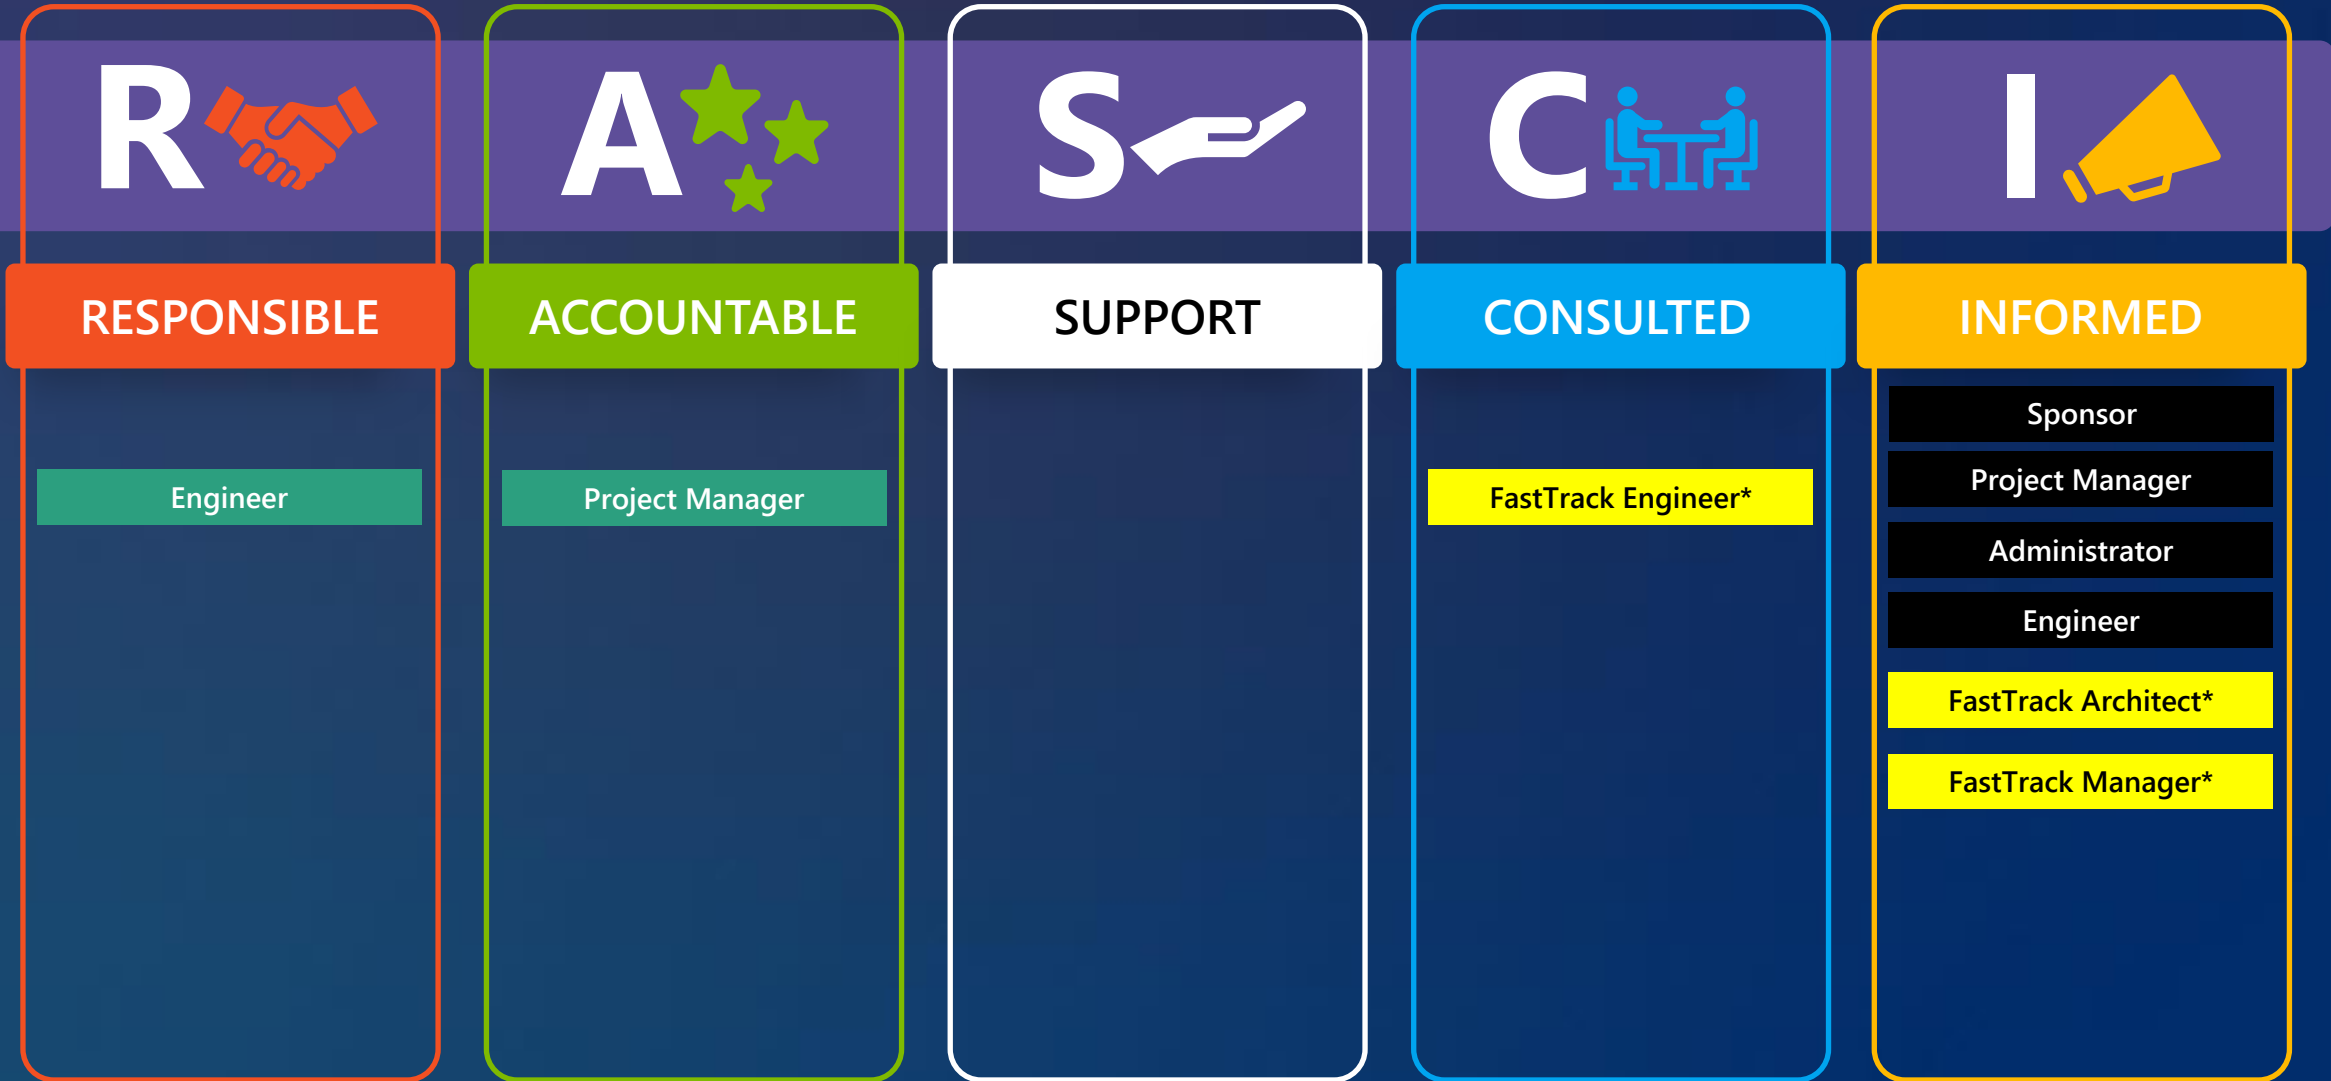 R
A
S
C
I
RESPONSIBLE
ACCOUNTABLE
SUPPORT
CONSULTED
INFORMED
Engineer
Project Manager
FastTrack Engineer*
Sponsor
Project Manager
Administrator
Engineer
FastTrack Architect*
FastTrack Manager*